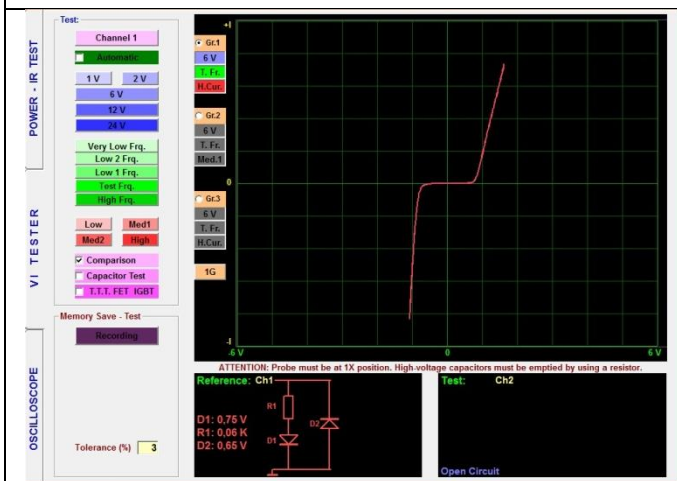 Test:
Channel 1
Automatic
1 V
2 V
6 V
12 V
24 V
Very Low Frq.
Low 2 Frq.
Low 1 Frq.
Test Frq.
High Frq.
Low
Med1
Med2
High
Comparison
Capacitor Test
T.T.T. FET IGBT
Memory Save - Test
Recording
Tolerance (%) 3
POWER - IR TEST
VI TESTER
OSCILLOSCOPE
Gr.1
6 V
T. Fr.
H.Cur.
Gr.2
6 V
T. Fr.
Med.1
Gr.3
6 V
T. Fr.
H.Cur.
1G
+I
0
-I
-6 V
0
6 V
ATTENTION: Probe must be at 1X position. High-voltage capacitors must be emptied by using a resistor.
Reference: Ch1
R1
D1
D2
D1: 0,75 V
R1: 0,06 K
D2: 0,65 V
Test: Ch2
Open Circuit